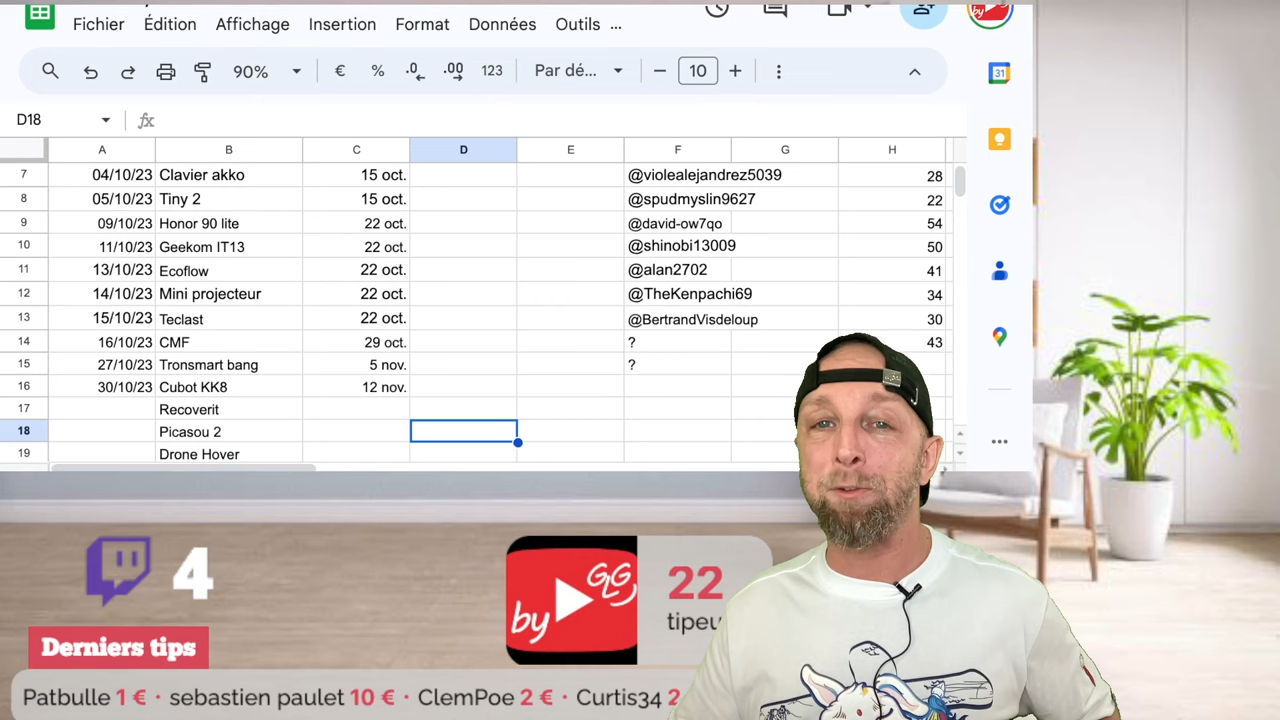 Fichier Édition Affichage Insertion Format Données Outils ...
90% € % .0 .00 123 Par dé... 10
31
D18 fx
A B C D E F G H
7 04/10/23 Clavier akko 15 oct. @violealejandrez5039 28
8 05/10/23 Tiny 2 15 oct. @spudmyslin9627 22
9 09/10/23 Honor 90 lite 22 oct. @david-ow7qo 54
10 11/10/23 Geekom IT13 22 oct. @shinobi13009 50
11 13/10/23 Ecoflow 22 oct. @alan2702 41
12 14/10/23 Mini projecteur 22 oct. @TheKenpachi69 34
13 15/10/23 Teclast 22 oct. @BertrandVisdeloup 30
14 16/10/23 CMF 29 oct. ? 43
15 27/10/23 Tronsmart bang 5 nov. ?
16 30/10/23 Cubot KK8 12 nov.
17 Recoverit
18 Picasou 2
19 Drone Hover
4
by GLG
22
tipeu
Derniers tips
Patbulle 1 € · sebastien paulet 10 € · ClemPoe 2 € · Curtis34 2